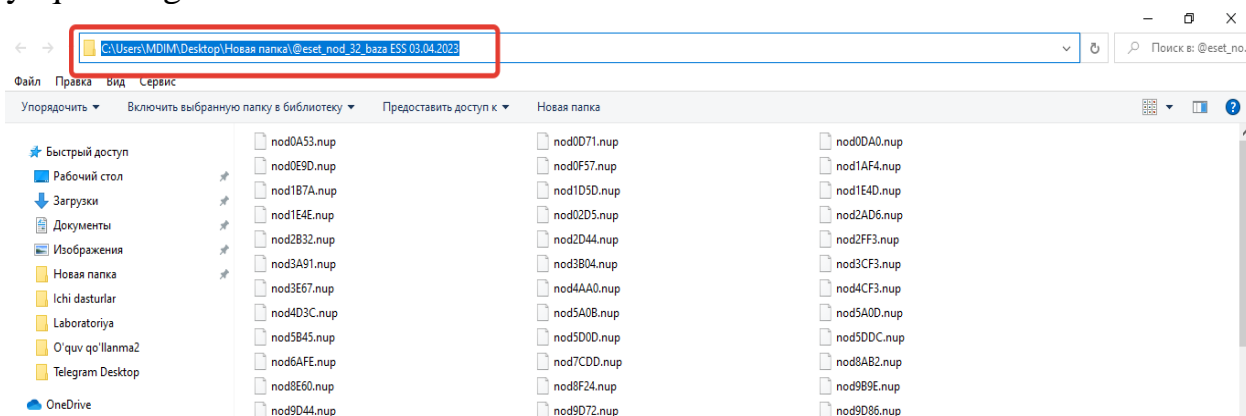 C:\Users\MDIM\Desktop\Новая папка\@eset_nod_32_baza ESS 03.04.2023
Поиск в: @eset_no.
Файл Правка Вид Сервис
Упорядочить Включить выбранную папку в библиотеку Предоставить доступ к Новая папка
Быстрый доступ
Рабочий стол
Загрузки
Документы
Изображения
Новая папка
Ichi dasturlar
Laboratoriya
O'quv qo'llanma2
Telegram Desktop
OneDrive
nod0A53.nup nod0D71.nup nod0DA0.nup
nod0E9D.nup nod0F57.nup nod1AF4.nup
nod1B7A.nup nod1D5D.nup nod1E4D.nup
nod1E4E.nup nod02D5.nup nod2AD6.nup
nod2B32.nup nod2D44.nup nod2FF3.nup
nod3A91.nup nod3B04.nup nod3CF3.nup
nod3E67.nup nod4AA0.nup nod4CF3.nup
nod4D3C.nup nod5A0B.nup nod5A0D.nup
nod5B45.nup nod5D0D.nup nod5DDC.nup
nod6AFE.nup nod7CDD.nup nod8AB2.nup
nod8E60.nup nod8F24.nup nod9B9E.nup
nod9D44.nup nod9D72.nup nod9D86.nup